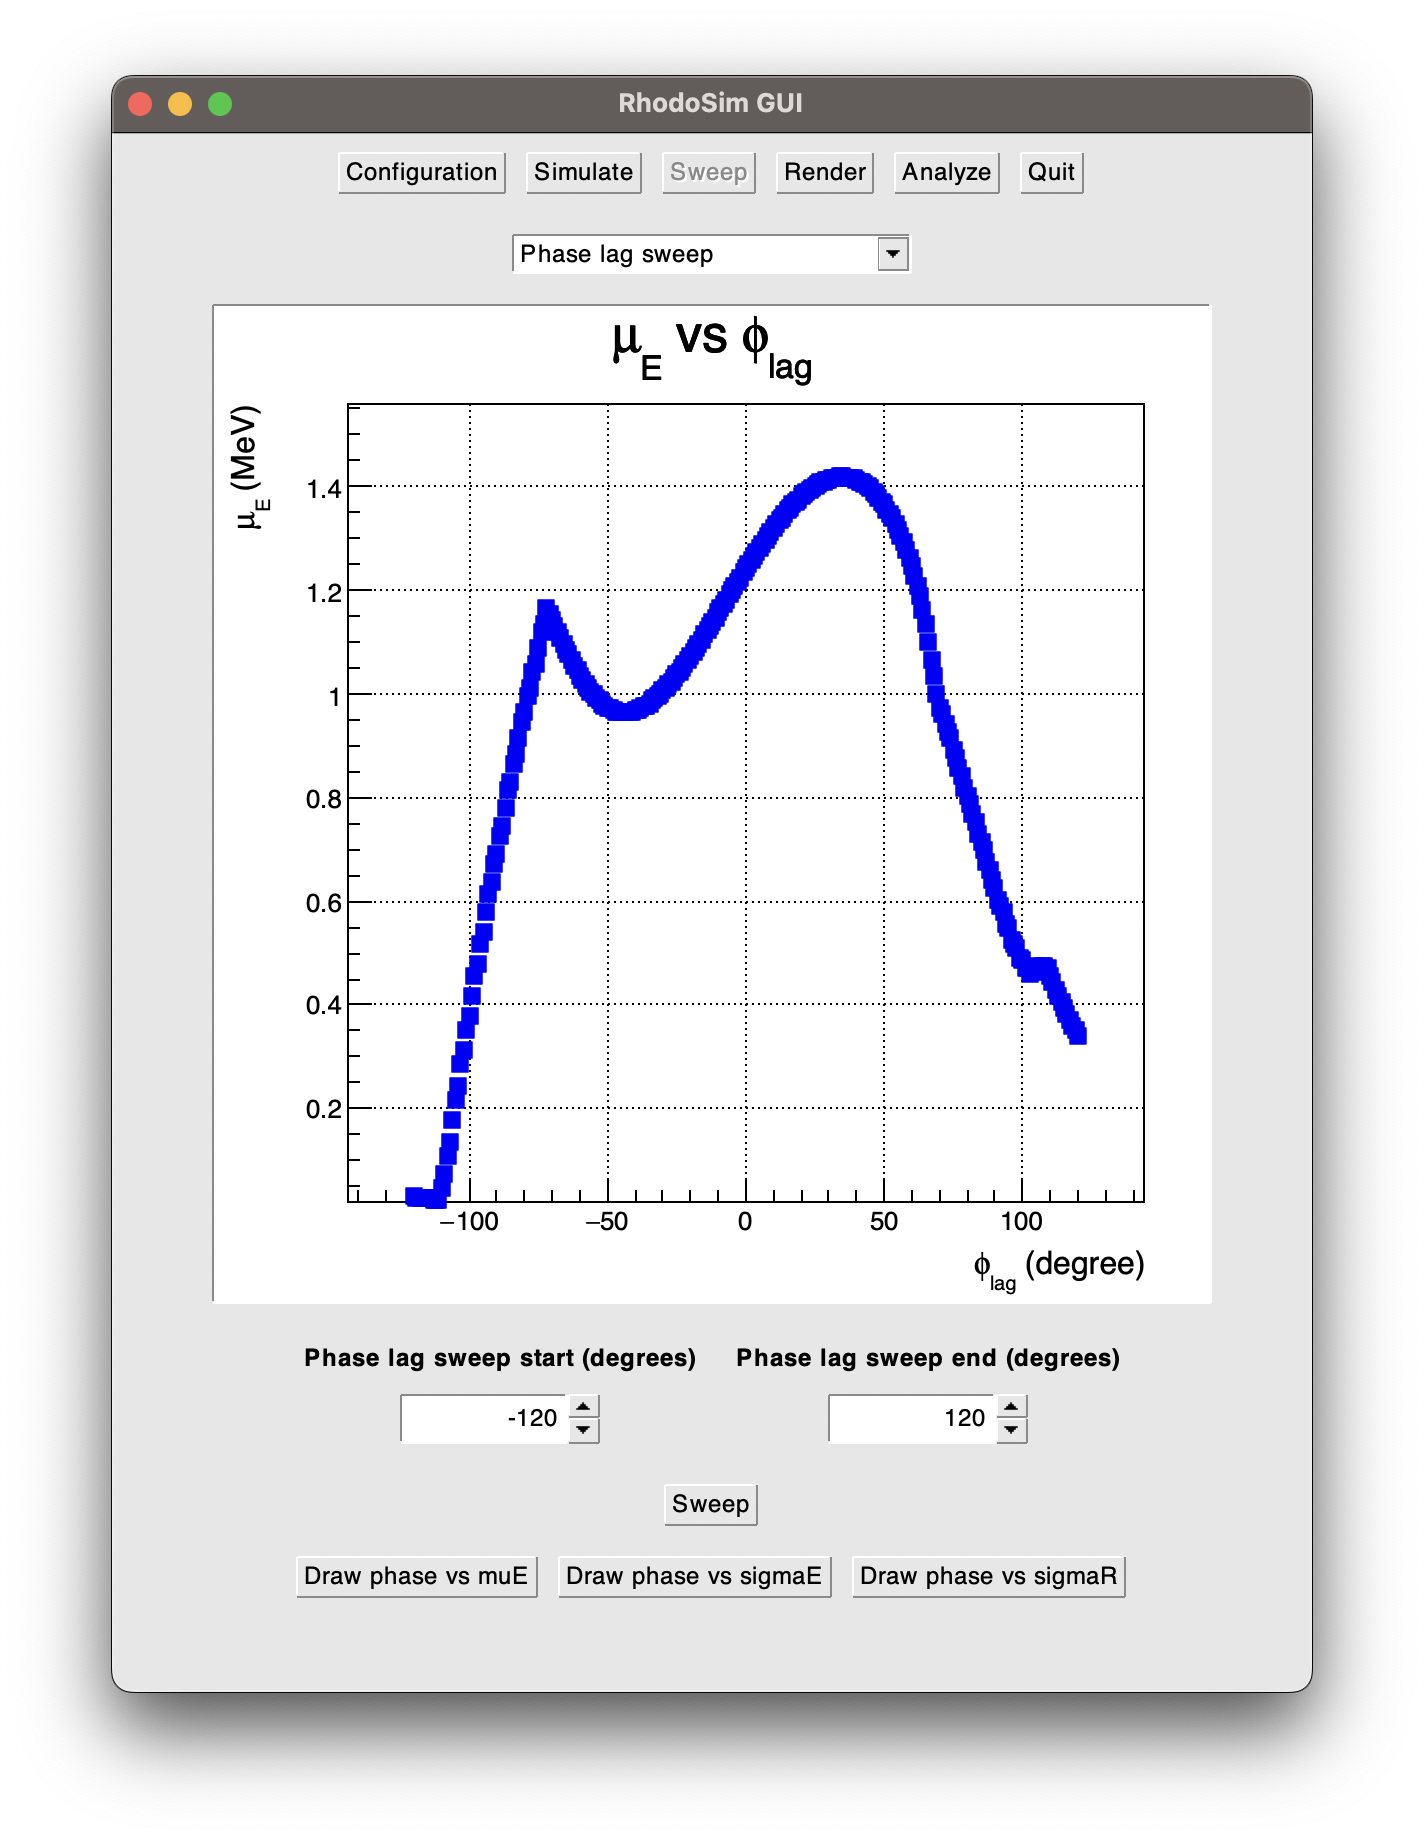 RhodoSim GUI
Configuration Simulate Sweep Render Analyze Quit
Phase lag sweep
μE vs ϕlag
μE (MeV)
1.4
1.2
1
0.8
0.6
0.4
0.2
−100 −50 0 50 100
ϕlag (degree)
Phase lag sweep start (degrees) Phase lag sweep end (degrees)
-120 120
Sweep
Draw phase vs muE Draw phase vs sigmaE Draw phase vs sigmaR